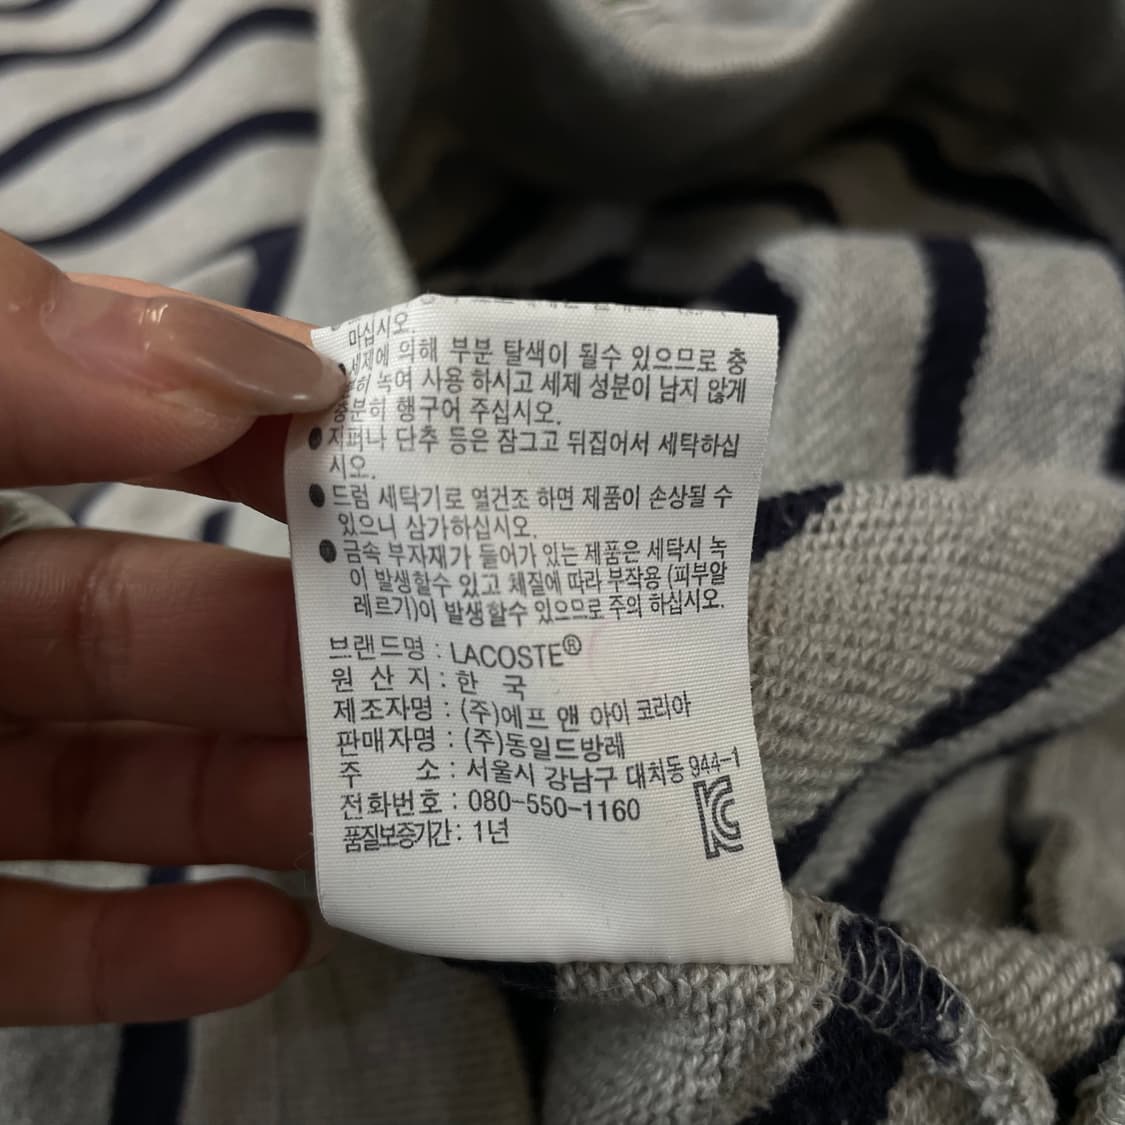 마십시오.
세제에 의해 부분 탈색이 될수 있으므로 충
분히 녹여 사용 하시고 세제 성분이 남지 않게
충분히 헹구어 주십시오.
● 지퍼나 단추 등은 잠그고 뒤집어서 세탁하십
시오.
● 드럼 세탁기로 열건조 하면 제품이 손상될 수
있으니 삼가하십시오.
● 금속 부자재가 들어가 있는 제품은 세탁시 녹
이 발생할수 있고 체질에 따라 부작용 (피부알
레르기)이 발생할수 있으므로 주의 하십시오.
브랜드명 : LACOSTE®
원 산 지 : 한 국
제조자명 : (주)에프 앤 아이 코리아
판매자명 : (주)동일드방레
주 소 : 서울시 강남구 대치동 944-1
전화번호 : 080-550-1160
품질보증기간 : 1년